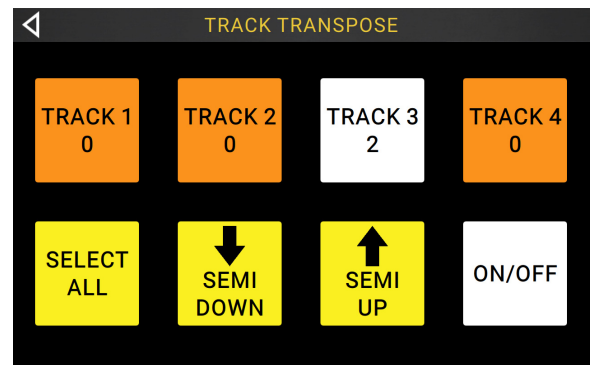 TRACK TRANSPOSE
TRACK 1
0
TRACK 2
0
TRACK 3
2
TRACK 4
0
SELECT
ALL
SEMI
DOWN
SEMI
UP
ON/OFF